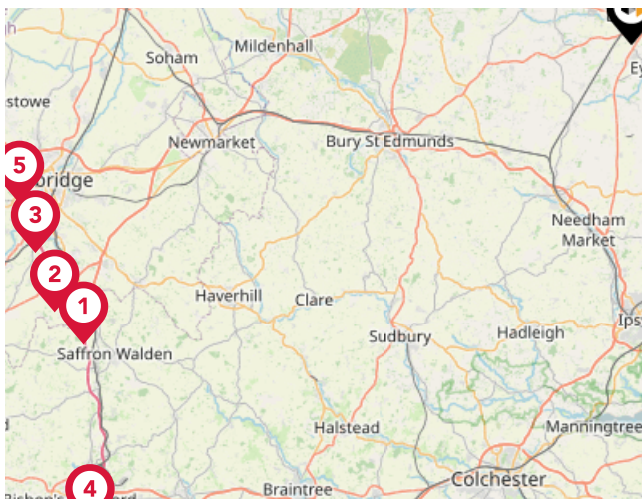 Mildenhall
Soham
stowe
Newmarket
Bury St Edmunds
5
bridge
3
Needham
Market
2
1
Haverhill
Clare
Ips
Sudbury
Hadleigh
Saffron Walden
Halstead
Manningtree
4
Colchester
Braintree